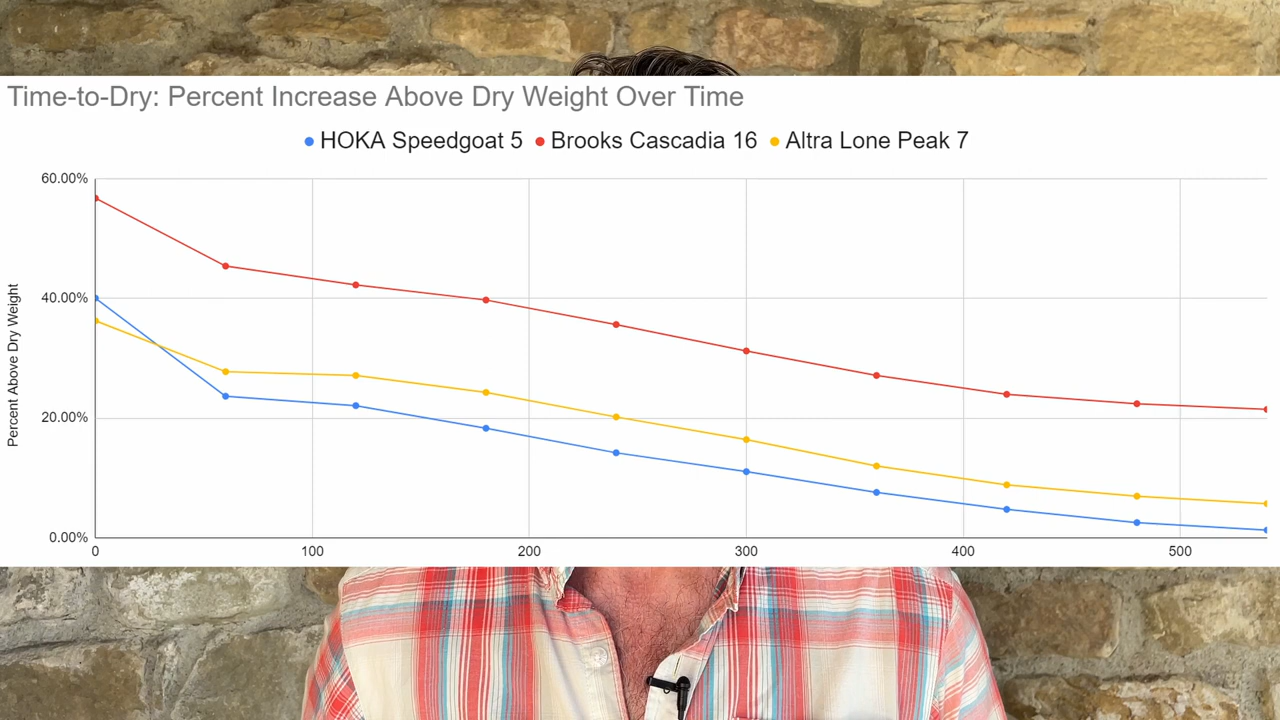 Time-to-Dry: Percent Increase Above Dry Weight Over Time
HOKA Speedgoat 5 Brooks Cascadia 16 Altra Lone Peak 7
60.00%
40.00%
20.00%
0.00%
Percent Above Dry Weight
0 100 200 300 400 500